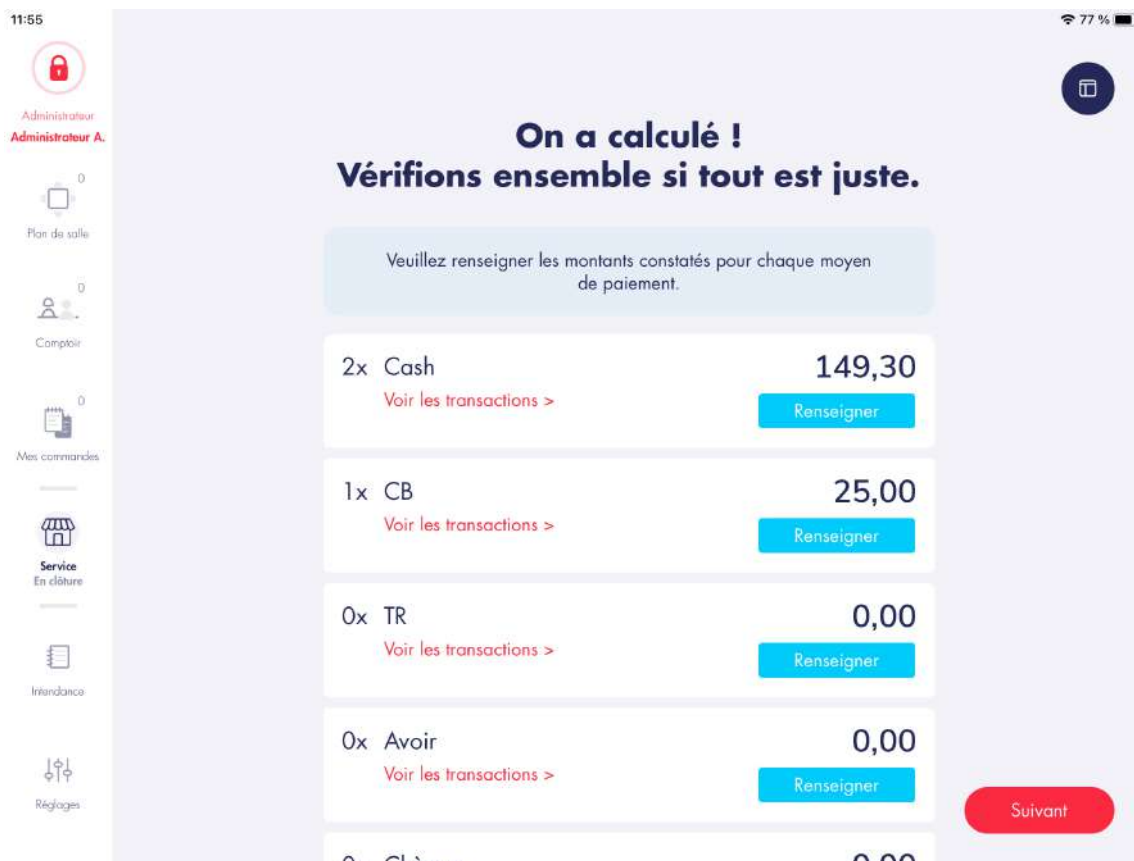 11:55
77 %
Administrateur
Administrateur A.
0
Plan de salle
0
Comptoir
0
Mes commandes
Service
En clôture
Intendance
Réglages
On a calculé !
Vérifions ensemble si tout est juste.
Veuillez renseigner les montants constatés pour chaque moyen
de paiement.
2x Cash 149,30
Voir les transactions > Renseigner
1x CB 25,00
Voir les transactions > Renseigner
0x TR 0,00
Voir les transactions > Renseigner
0x Avoir 0,00
Voir les transactions > Renseigner
Suivant